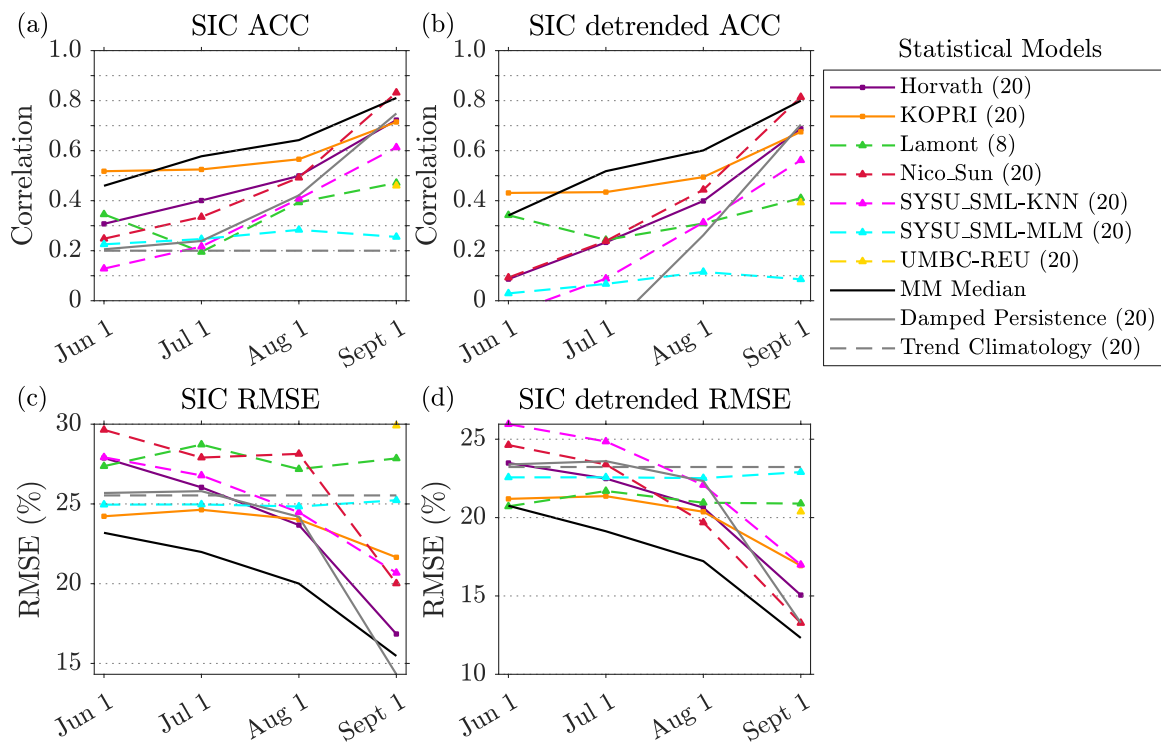 (a)
SIC ACC
1.0
0.8
0.6
0.4
0.2
0
Correlation
Jun 1
Jul 1
Aug 1
Sept 1
(b)
SIC detrended ACC
1.0
0.8
0.6
0.4
0.2
0
Correlation
Jun 1
Jul 1
Aug 1
Sept 1
Statistical Models
Horvath (20)
KOPRI (20)
Lamont (8)
Nico_Sun (20)
SYSU_SML-KNN (20)
SYSU_SML-MLM (20)
UMBC-REU (20)
MM Median
Damped Persistence (20)
Trend Climatology (20)
(c)
SIC RMSE
30
25
20
15
RMSE (%)
Jun 1
Jul 1
Aug 1
Sept 1
(d)
SIC detrended RMSE
25
20
15
10
RMSE (%)
Jun 1
Jul 1
Aug 1
Sept 1